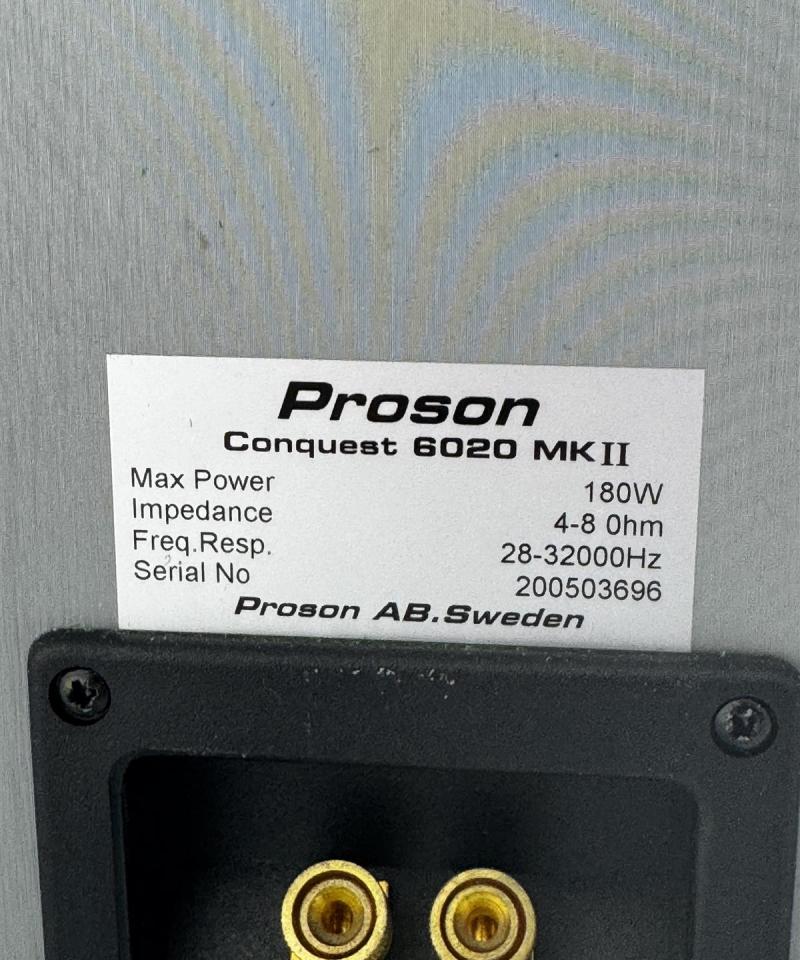 Proson
Conquest 6020 MKII
Max Power 180W
Impedance 4-8 Ohm
Freq.Resp. 28-32000Hz
Serial No 200503696
Proson AB.Sweden